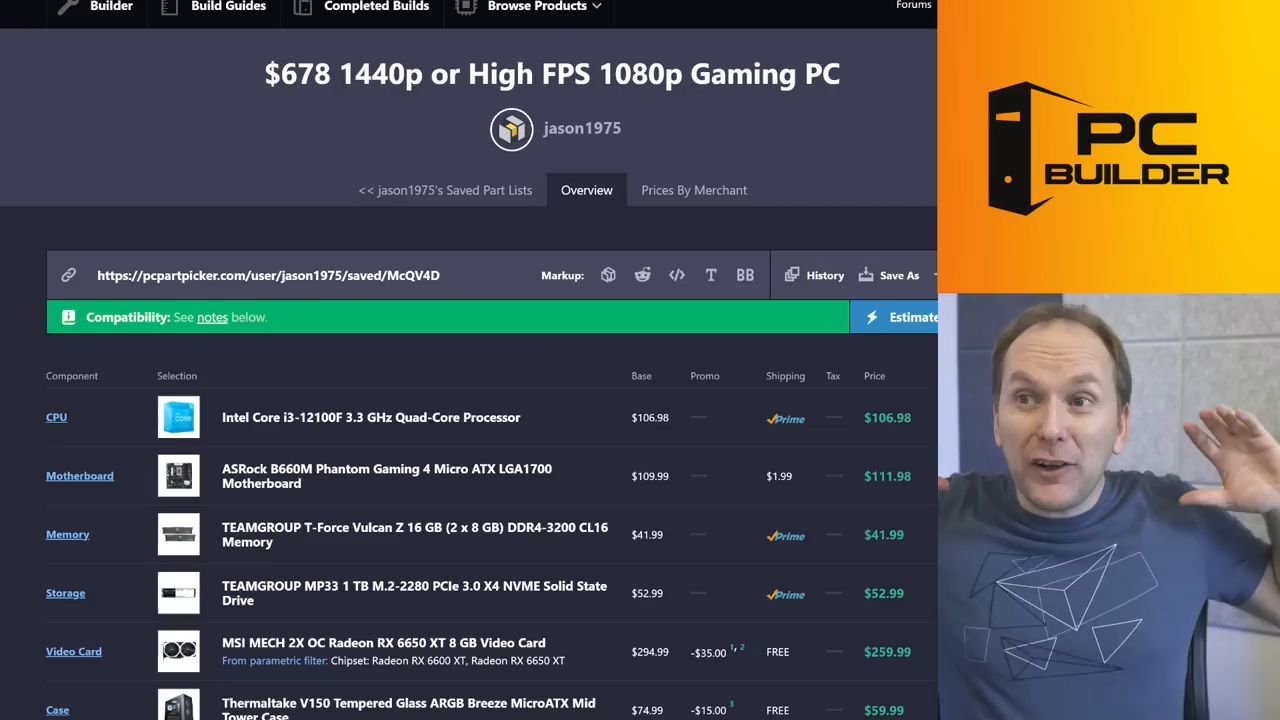 Builder
Build Guides
Completed Builds
Browse Products
Forums
$678 1440p or High FPS 1080p Gaming PC
jason1975
<< jason1975's Saved Part Lists
Overview
Prices By Merchant
https://pcpartpicker.com/user/jason1975/saved/McQV4D
Markup:
BB
History
Save As
Compatibility: See notes below.
Estimate
Component Selection Base Promo Shipping Tax Price
CPU Intel Core i3-12100F 3.3 GHz Quad-Core Processor $106.98 — Prime — $106.98
Motherboard ASRock B660M Phantom Gaming 4 Micro ATX LGA1700
Motherboard $109.99 — $1.99 — $111.98
Memory TEAMGROUP T-Force Vulcan Z 16 GB (2 x 8 GB) DDR4-3200 CL16
Memory $41.99 — Prime — $41.99
Storage TEAMGROUP MP33 1 TB M.2-2280 PCIe 3.0 X4 NVME Solid State
Drive $52.99 — Prime — $52.99
Video Card MSI MECH 2X OC Radeon RX 6650 XT 8 GB Video Card
From parametric filter: Chipset: Radeon RX 6600 XT, Radeon RX 6650 XT
$294.99 -$35.00 1, 2 FREE — $259.99
Case Thermaltake V150 Tempered Glass ARGB Breeze MicroATX Mid
Tower Case $74.99 -$15.00 3 FREE — $59.99
PC
BUILDER